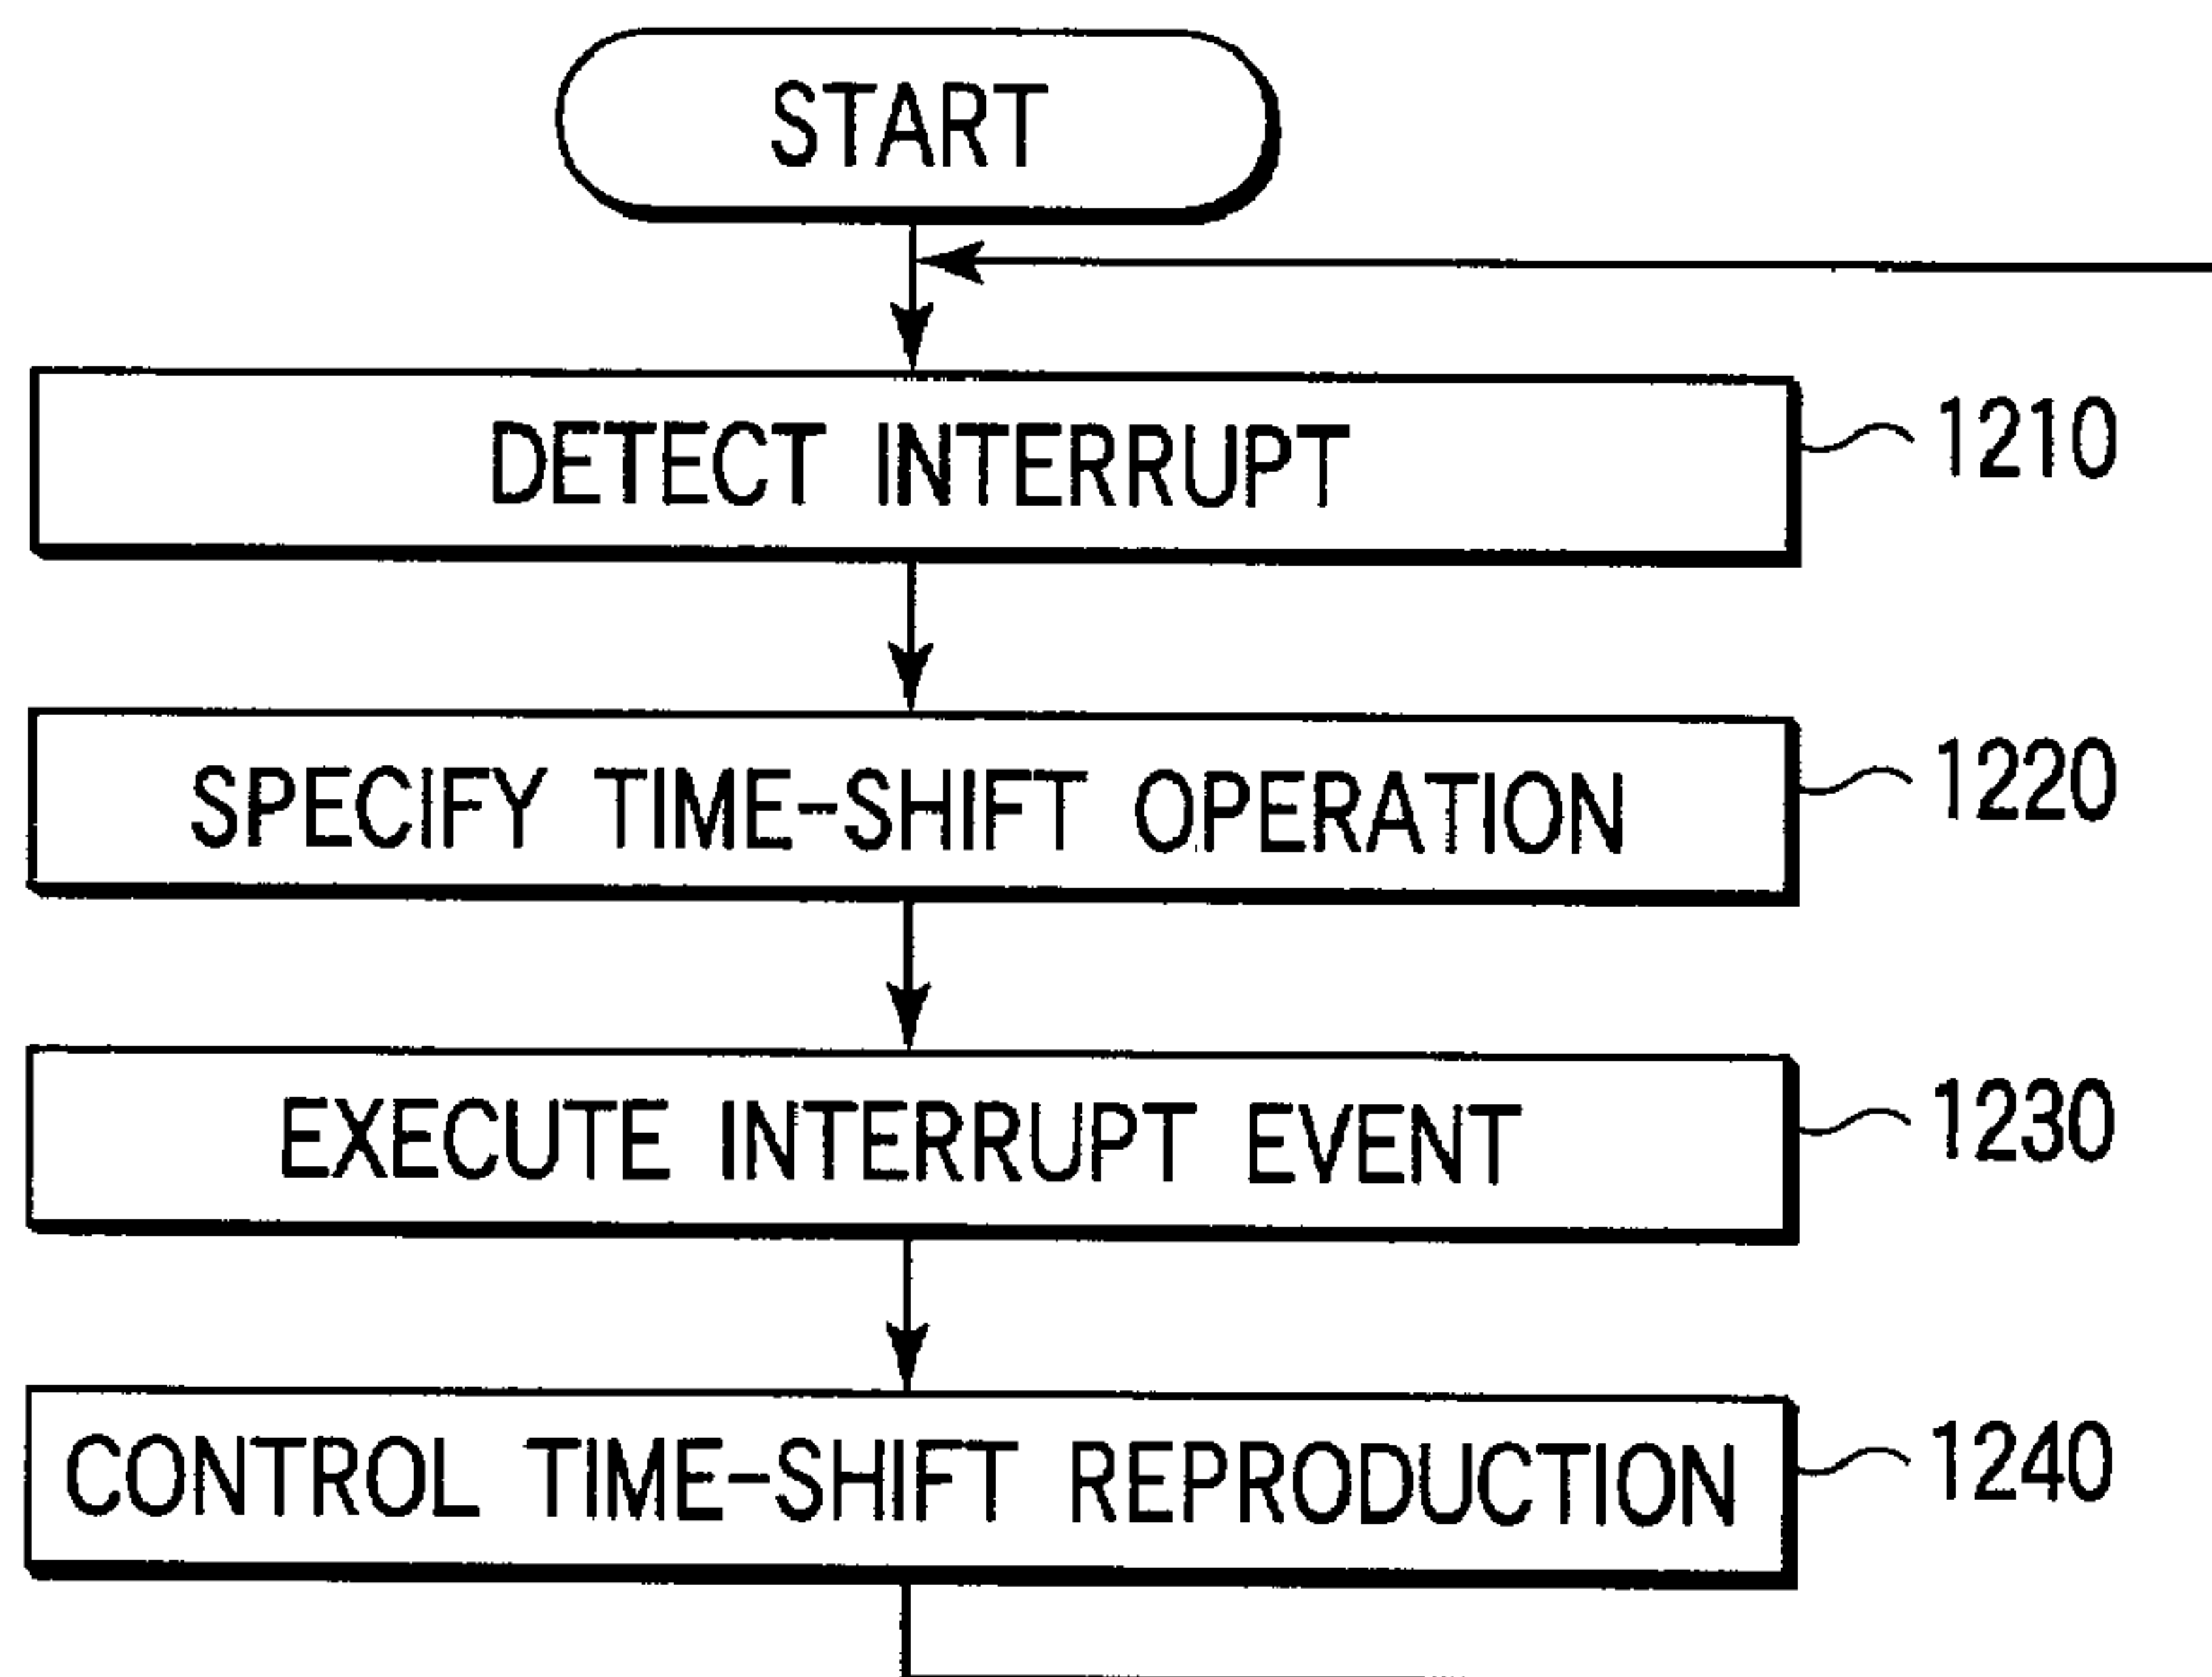 START
DETECT INTERRUPT
1210
SPECIFY TIME-SHIFT OPERATION
1220
EXECUTE INTERRUPT EVENT
1230
CONTROL TIME-SHIFT REPRODUCTION
1240